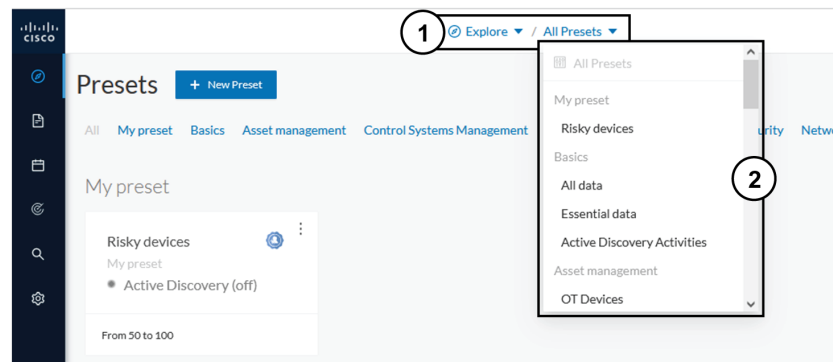 CISCO
1
Explore / All Presets
Presets
+ New Preset
All My preset Basics Asset management Control Systems Management
Netw
My preset
Risky devices
My preset
Active Discovery (off)
From 50 to 100
All Presets
My preset
Risky devices
Basics
All data
Essential data
Active Discovery Activities
Asset management
OT Devices
2